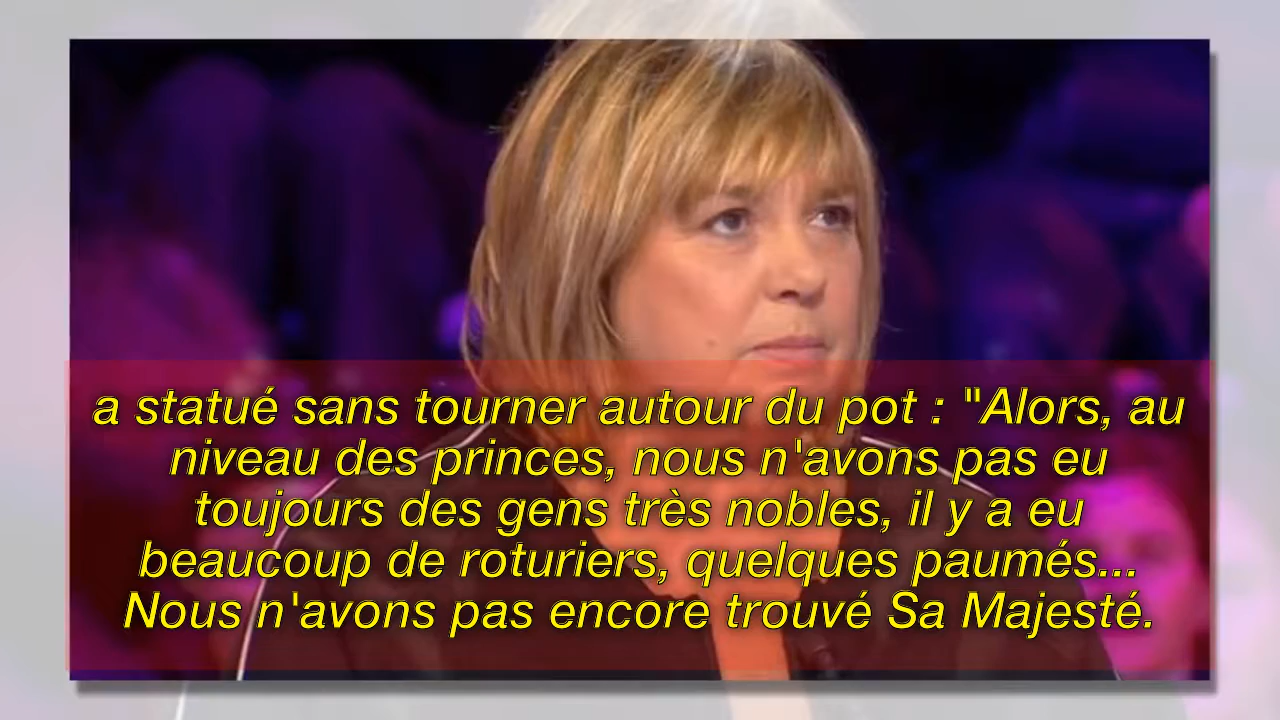 a statué sans tourner autour du pot : "Alors, au
niveau des princes, nous n'avons pas eu
toujours des gens très nobles, il y a eu
beaucoup de roturiers, quelques paumés...
Nous n'avons pas encore trouvé Sa Majesté.